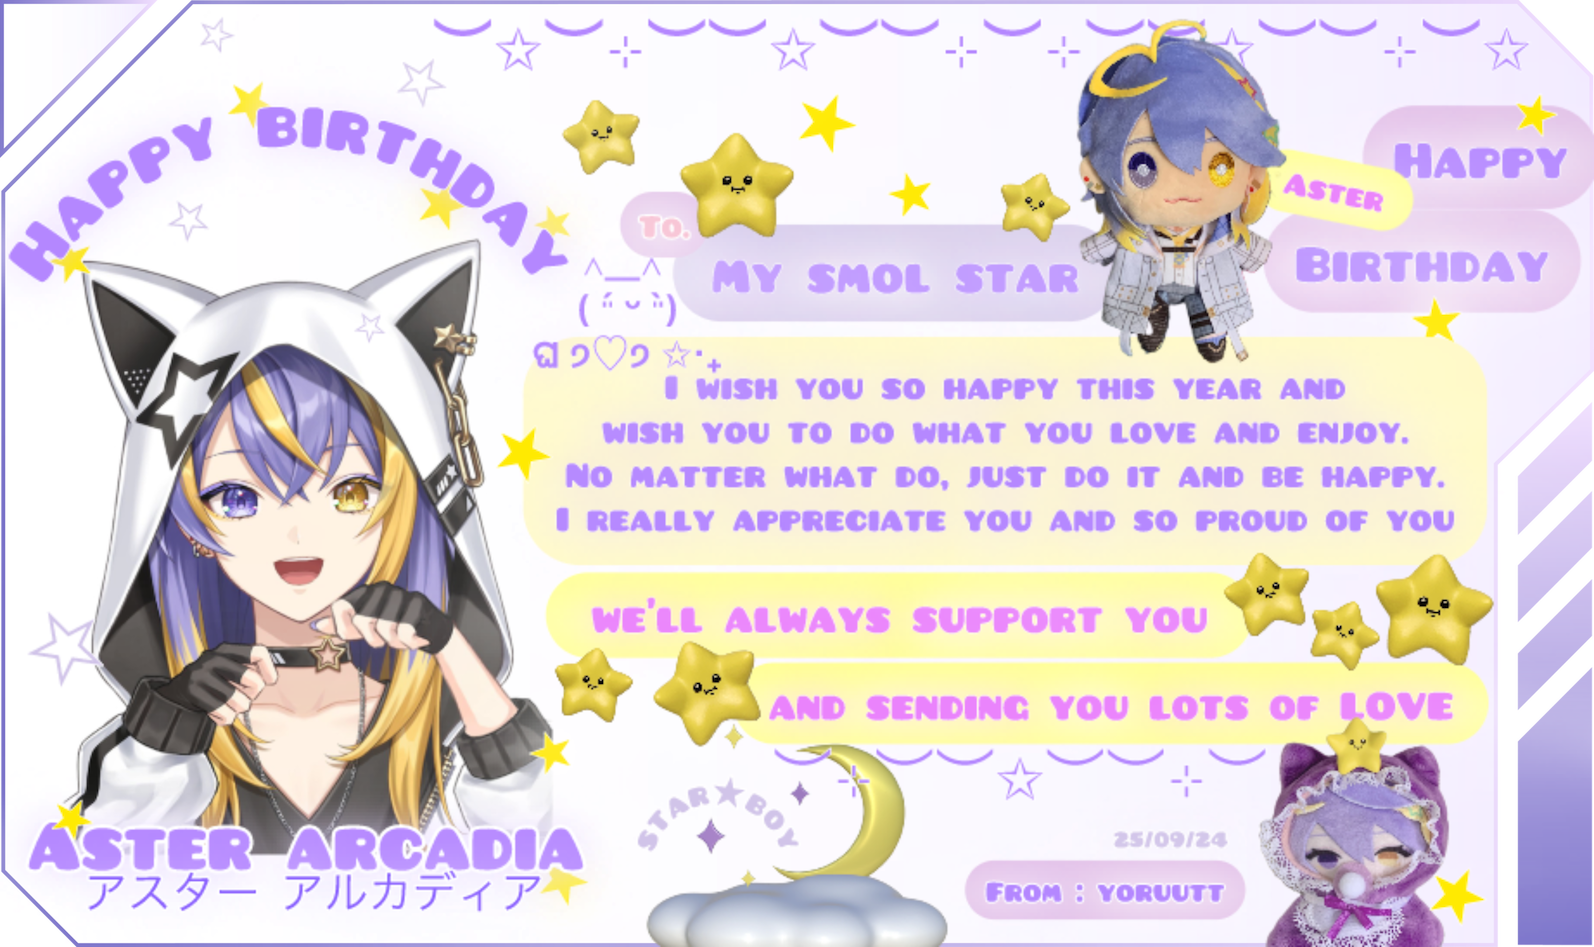 HAPPY BIRTHDAY
TO.
MY SMOL STAR
ASTER
HAPPY
BIRTHDAY
I WISH YOU SO HAPPY THIS YEAR AND
WISH YOU TO DO WHAT YOU LOVE AND ENJOY.
NO MATTER WHAT DO, JUST DO IT AND BE HAPPY.
I REALLY APPRECIATE YOU AND SO PROUD OF YOU
WE'LL ALWAYS SUPPORT YOU
AND SENDING YOU LOTS OF LOVE
STAR★BOY
25/09/24
FROM : YORUUTT
ASTER ARCADIA
アスター アルカディア